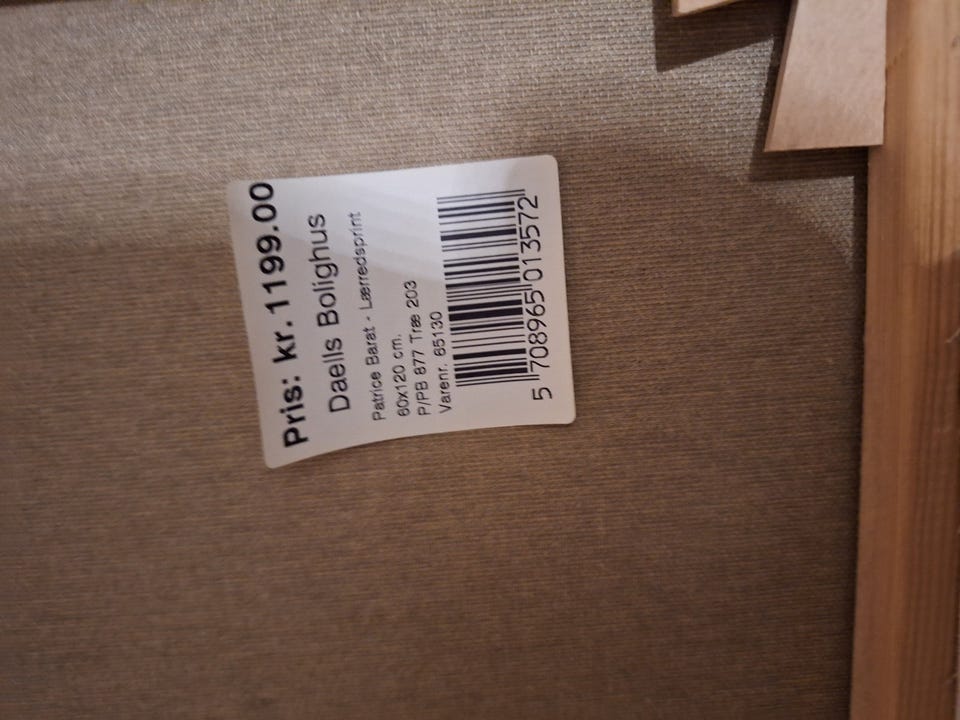 Pris: kr. 1199.00
Daells Bolighus
Patrice Barat - Lærredsprint
60x120 cm.
P/PB 877 Træ 203
Varenr. 65130
5 708965 013572